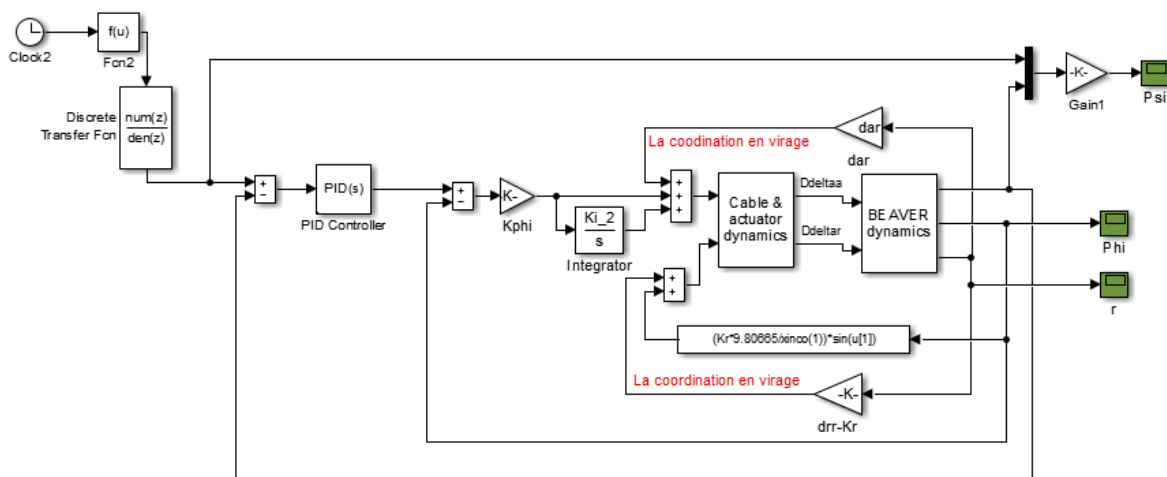 Clock2
f(u)
Fcn2
Discrete
Transfer Fcn
num(z)
den(z)
+
−
PID(s)
PID Controller
+
−
K-
Kphi
Ki_2
s
Integrator
La coodination en virage
+
+
+
dar
dar
Cable &
actuator
dynamics
Ddeltaa
Ddeltar
BEAVER
dynamics
+
+
(Kr*9.80665/xinco(1))*sin(u[1])
La coordination en virage
-K-
drr-Kr
-K-
Gain1
Psi
Phi
r